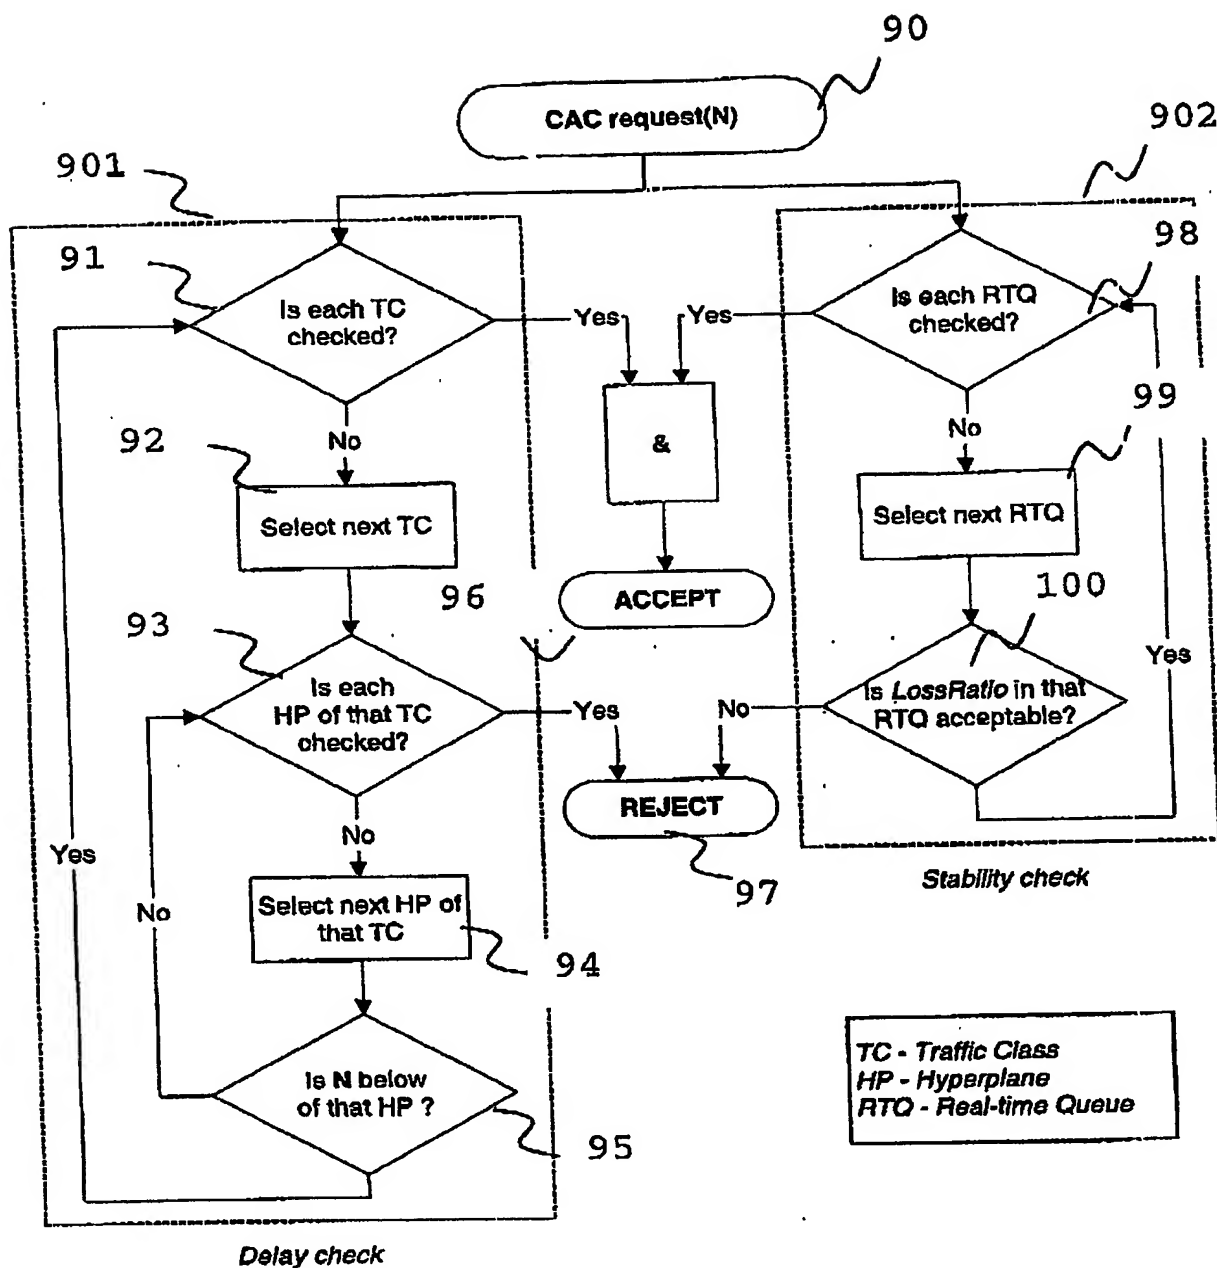 90
CAC request(N)
902
901
98
91
Is each TC
checked?
Yes
Yes
Is each RTQ
checked?
99
No
92
&
No
Select next TC
Select next RTQ
96
ACCEPT
100
93
Yes
Is each
HP of that TC
checked?
Yes
No
Is LossRatio in that
RTQ acceptable?
REJECT
No
Yes
97
Stability check
No
Select next HP of
that TC
94
TC - Traffic Class
HP - Hyperplane
RTQ - Real-time Queue
Is N below
of that HP ?
95
Delay check